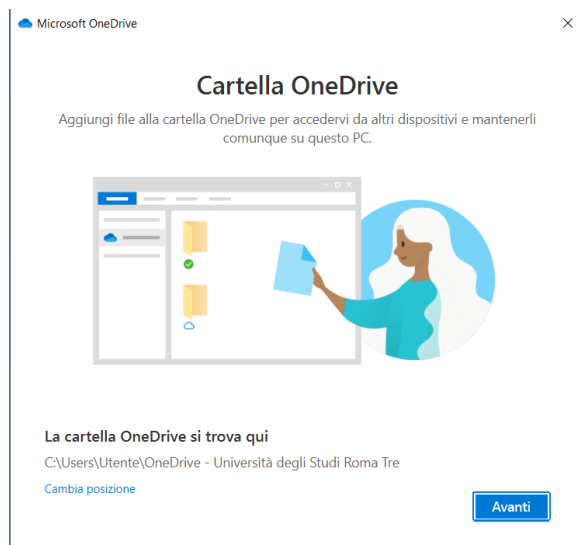 Microsoft OneDrive
Cartella OneDrive
Aggiungi file alla cartella OneDrive per accedervi da altri dispositivi e mantenerli
comunque su questo PC.
La cartella OneDrive si trova qui
C:\Users\Utente\OneDrive - Università degli Studi Roma Tre
Cambia posizione
Avanti